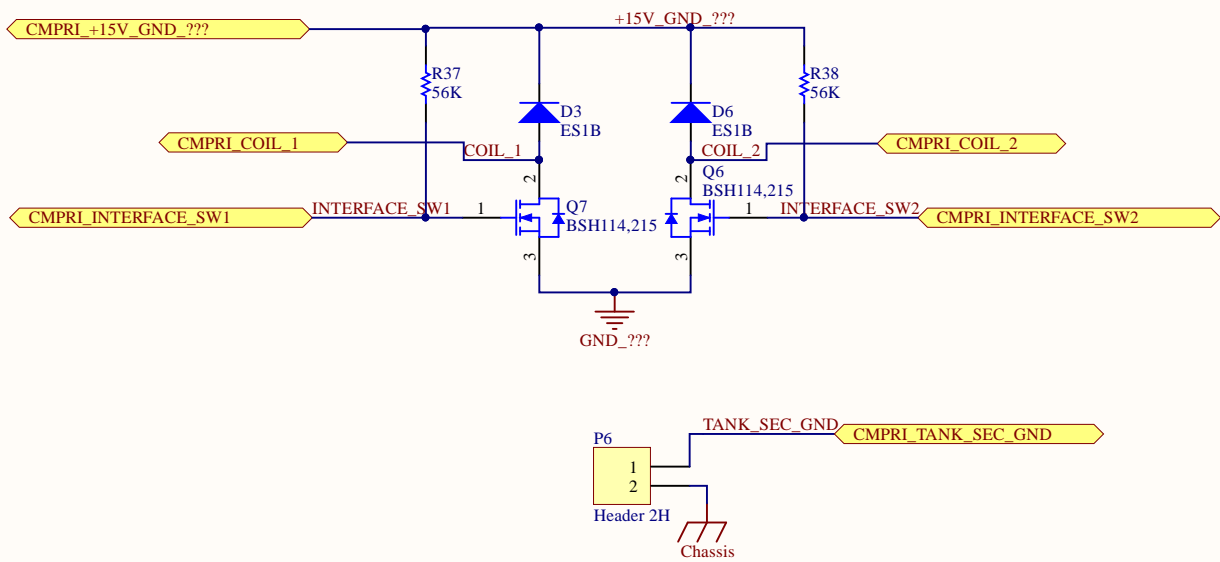 CMPRI_+15V_GND_???
+15V_GND_???
R37
56K
D3
ES1B
D6
ES1B
R38
56K
CMPRI_COIL_1
COIL_1
COIL_2
CMPRI_COIL_2
2
2
Q6
BSH114,215
CMPRI_INTERFACE_SW1
INTERFACE_SW1
1
Q7
BSH114,215
1
INTERFACE_SW2
CMPRI_INTERFACE_SW2
3
3
GND_???
TANK_SEC_GND
CMPRI_TANK_SEC_GND
P6
1
2
Header 2H
Chassis